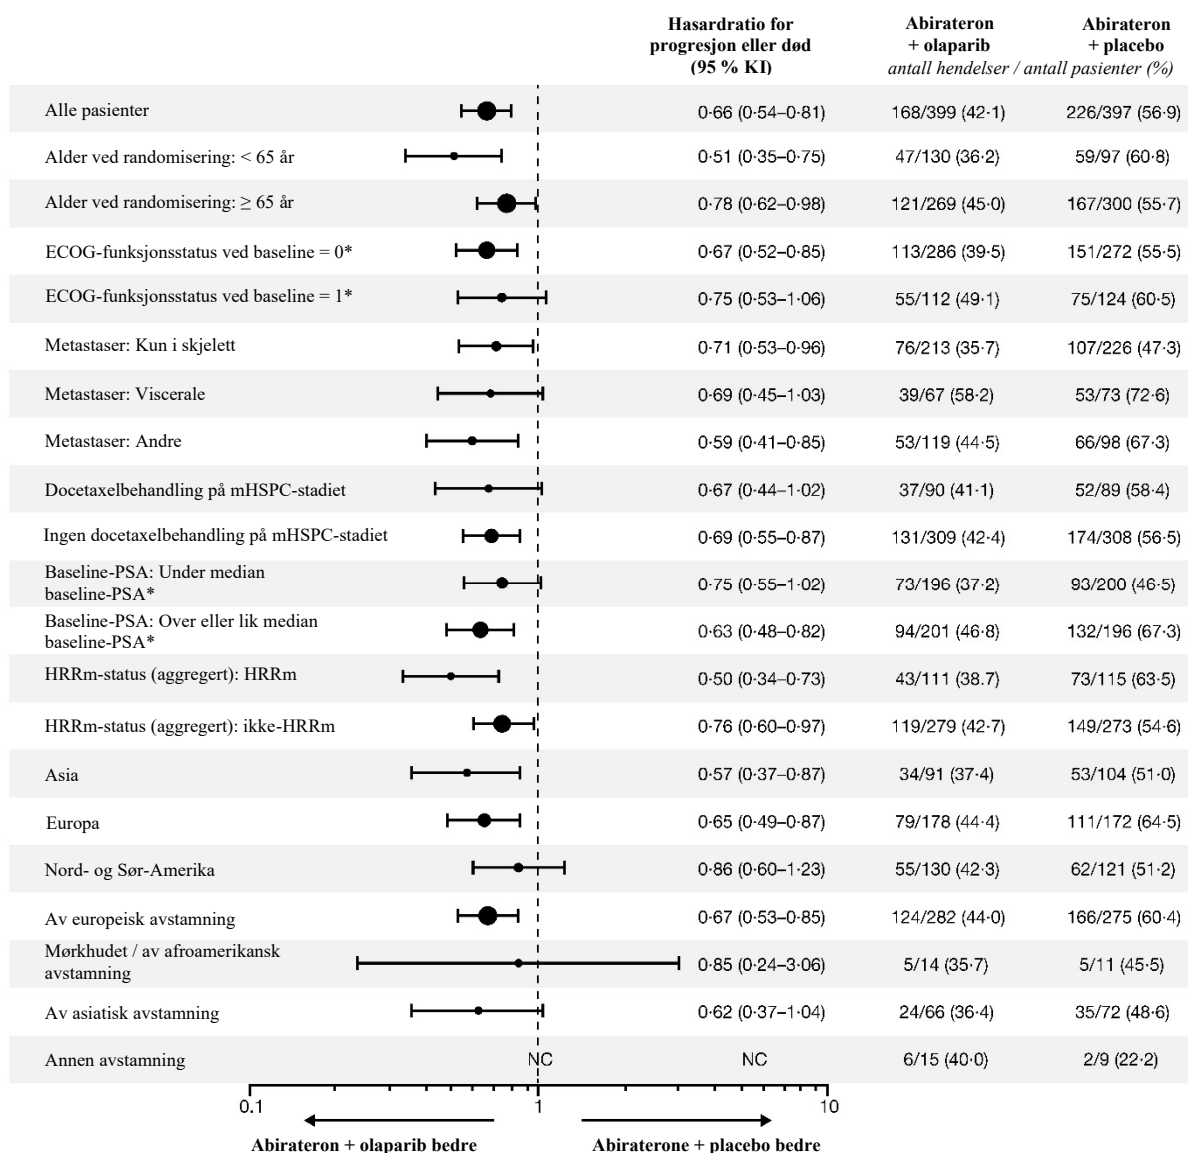 Hasardratio for
progresjon eller død
(95 % KI)
Abirateron
+ olaparib
Abirateron
+ placebo
antall hendelser / antall pasienter (%)
Alle pasienter 0·66 (0·54–0·81) 168/399 (42·1) 226/397 (56·9)
Alder ved randomisering: < 65 år 0·51 (0·35–0·75) 47/130 (36·2) 59/97 (60·8)
Alder ved randomisering: ≥ 65 år 0·78 (0·62–0·98) 121/269 (45·0) 167/300 (55·7)
ECOG-funksjonsstatus ved baseline = 0* 0·67 (0·52–0·85) 113/286 (39·5) 151/272 (55·5)
ECOG-funksjonsstatus ved baseline = 1* 0·75 (0·53–1·06) 55/112 (49·1) 75/124 (60·5)
Metastaser: Kun i skjelett 0·71 (0·53–0·96) 76/213 (35·7) 107/226 (47·3)
Metastaser: Viscerale 0·69 (0·45–1·03) 39/67 (58·2) 53/73 (72·6)
Metastaser: Andre 0·59 (0·41–0·85) 53/119 (44·5) 66/98 (67·3)
Docetaxelbehandling på mHSPC-stadiet 0·67 (0·44–1·02) 37/90 (41·1) 52/89 (58·4)
Ingen docetaxelbehandling på mHSPC-stadiet 0·69 (0·55–0·87) 131/309 (42·4) 174/308 (56·5)
Baseline-PSA: Under median
baseline-PSA* 0·75 (0·55–1·02) 73/196 (37·2) 93/200 (46·5)
Baseline-PSA: Over eller lik median
baseline-PSA* 0·63 (0·48–0·82) 94/201 (46·8) 132/196 (67·3)
HRRm-status (aggregert): HRRm 0·50 (0·34–0·73) 43/111 (38.7) 73/115 (63·5)
HRRm-status (aggregert): ikke-HRRm 0·76 (0·60–0·97) 119/279 (42·7) 149/273 (54·6)
Asia 0·57 (0·37–0·87) 34/91 (37·4) 53/104 (51·0)
Europa 0·65 (0·49–0·87) 79/178 (44·4) 111/172 (64·5)
Nord- og Sør-Amerika 0·86 (0·60–1·23) 55/130 (42·3) 62/121 (51·2)
Av europeisk avstamning 0·67 (0·53–0·85) 124/282 (44·0) 166/275 (60·4)
Mørkhudet / av afroamerikansk
avstamning 0·85 (0·24–3·06) 5/14 (35·7) 5/11 (45·5)
Av asiatisk avstamning 0·62 (0·37–1·04) 24/66 (36·4) 35/72 (48·6)
Annen avstamning NC NC 6/15 (40·0) 2/9 (22·2)
0.1 1 10
Abirateron + olaparib bedre Abiraterone + placebo bedre